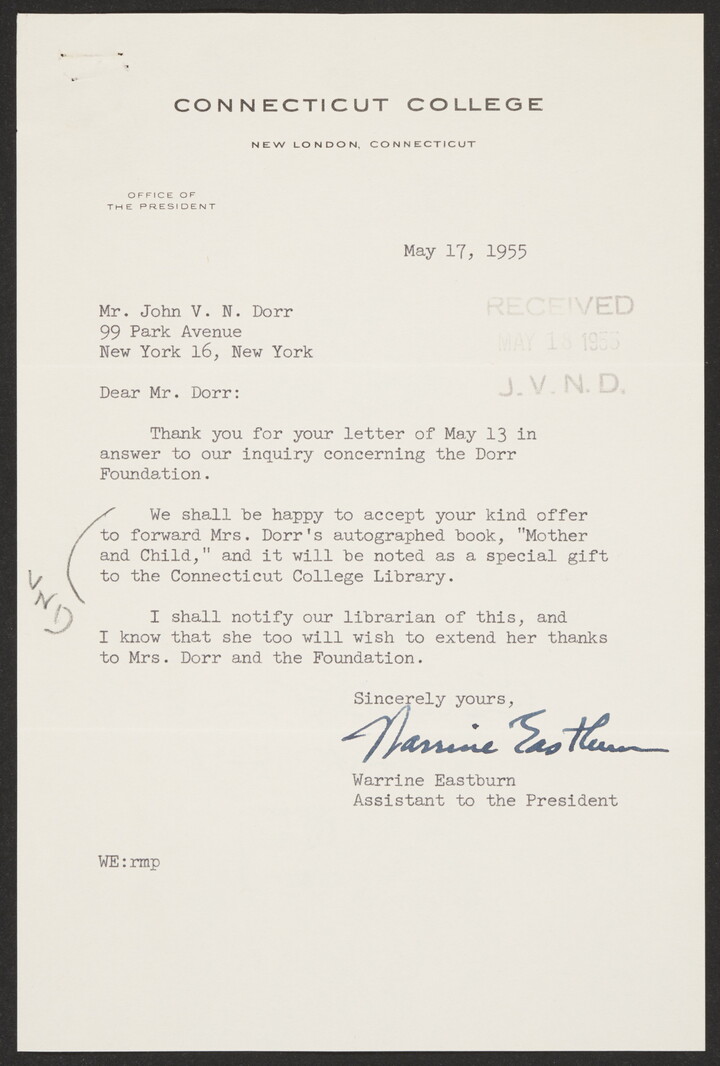 CONNECTICUT COLLEGE
NEW LONDON, CONNECTICUT
OFFICE OF
THE PRESIDENT
May 17, 1955
Mr. John V. N. Dorr
99 Park Avenue
New York 16, New York
RECEIVED
MAY 18 1955
J. V. N. D.
Dear Mr. Dorr:
Thank you for your letter of May 13 in
answer to our inquiry concerning the Dorr
Foundation.
We shall be happy to accept your kind offer
to forward Mrs. Dorr's autographed book, "Mother
and Child," and it will be noted as a special gift
to the Connecticut College Library.
VND
I shall notify our librarian of this, and
I know that she too will wish to extend her thanks
to Mrs. Dorr and the Foundation.
Sincerely yours,
Warrine Eastburn
Warrine Eastburn
Assistant to the President
WE:rmp